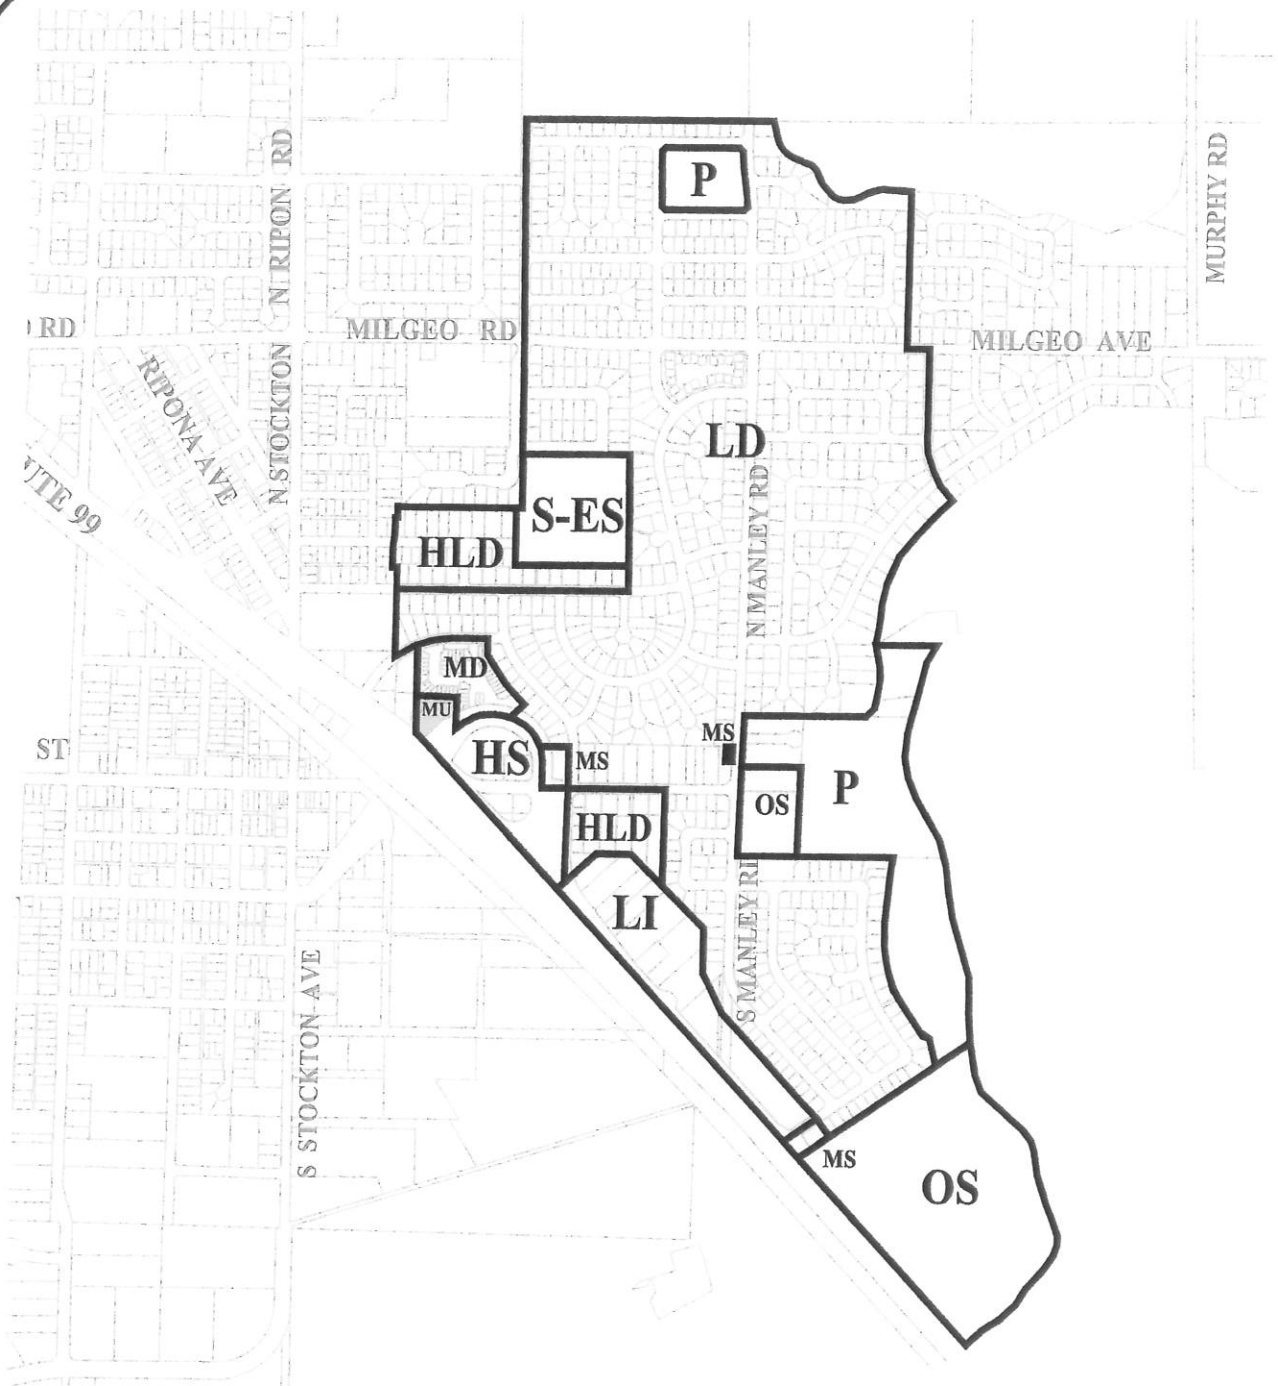 P
N RIPON RD
MURPHY RD
RD
MILGEO RD
MILGEO AVE
RIPONA AVE
N STOCKTON
LD
UTE 99
S-ES
HLD
N MANLEY RD
MD
MU
MS
ST
HS
MS
P
OS
HLD
LI
S MANLEY RD
S STOCKTON AVE
MS
OS